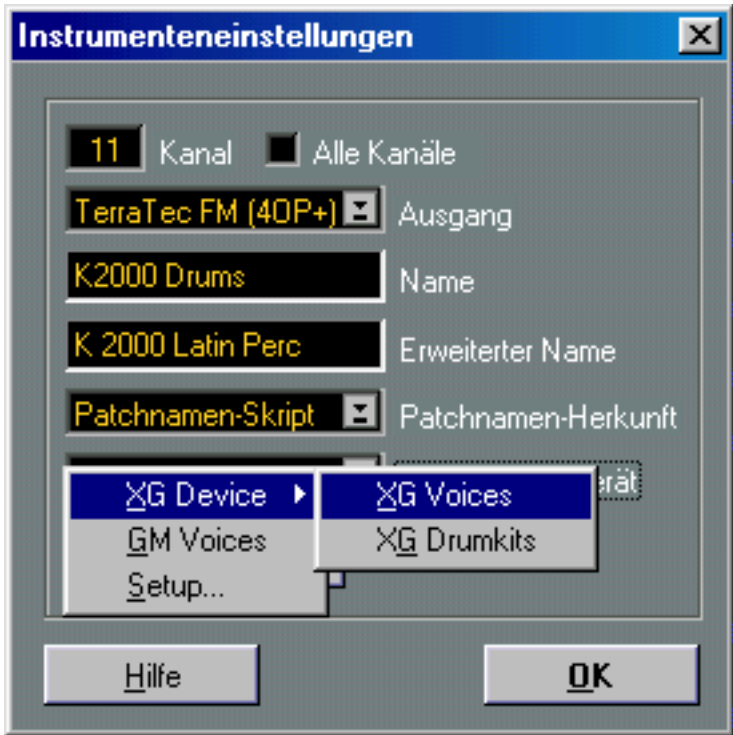 Instrumenteneinstellungen
11 Kanal Alle Kanäle
TerraTec FM (4OP+) Ausgang
K2000 Drums Name
K 2000 Latin Perc Erweiterter Name
Patchnamen-Skript Patchnamen-Herkunft
XG Device XG Voices
GM Voices XG Drumkits
Setup...
Hilfe OK